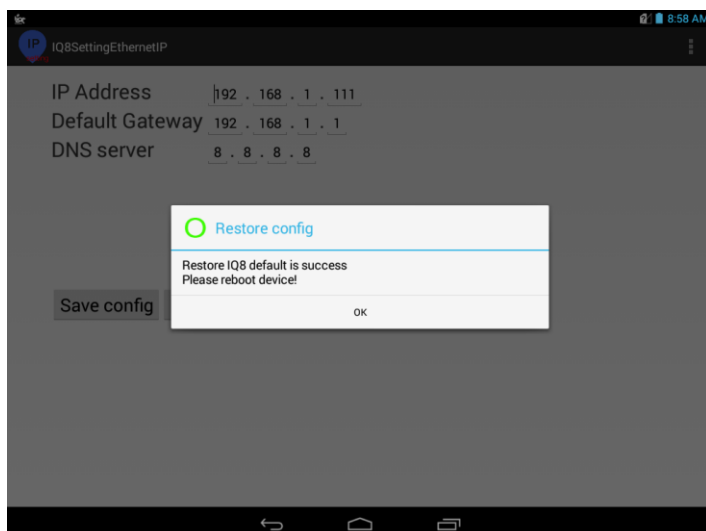 8:58 AM
IP IQ8SettingEthernetIP
IP Address 192 . 168 . 1 . 111
Default Gateway 192 . 168 . 1 . 1
DNS server 8 . 8 . 8 . 8
Restore config
Restore IQ8 default is success
Please reboot device!
Save config
OK